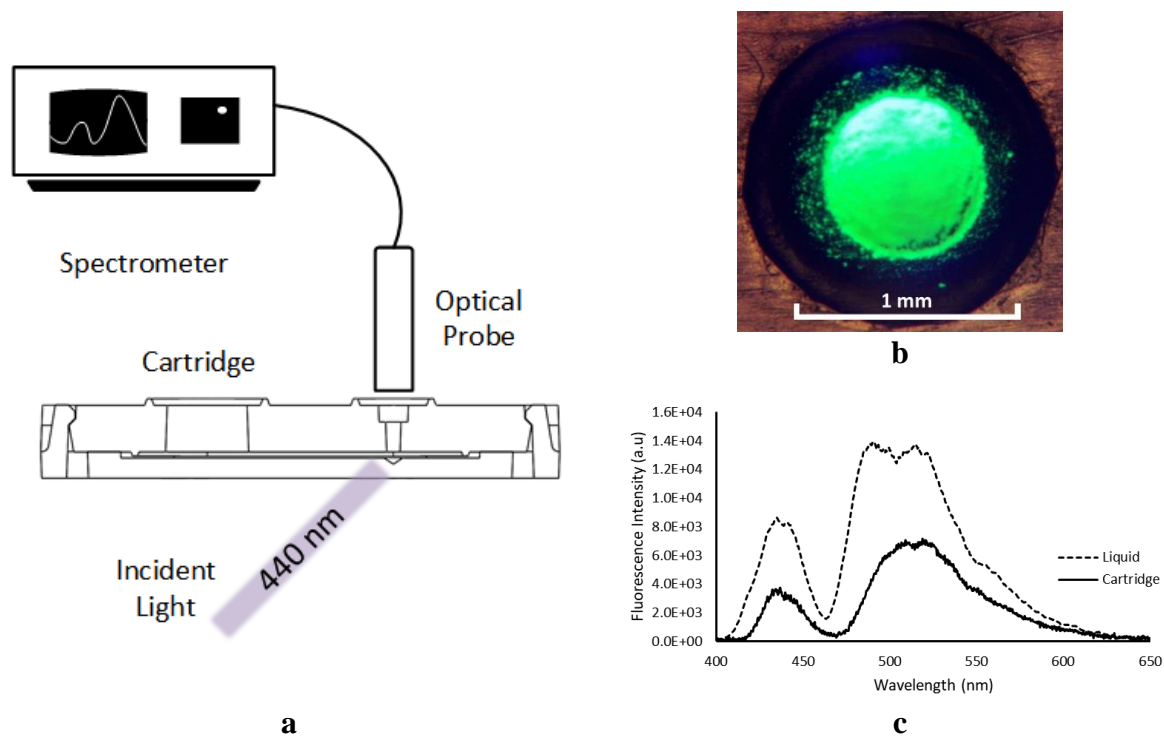 Spectrometer
Optical
Probe
Cartridge
440 nm
Incident
Light
a
1 mm
b
1.6E+04
1.4E+04
1.2E+04
1.0E+04
8.0E+03
6.0E+03
4.0E+03
2.0E+03
0.0E+00
Fluorescence Intensity (a.u)
Liquid
Cartridge
400 450 500 550 600 650
Wavelength (nm)
c